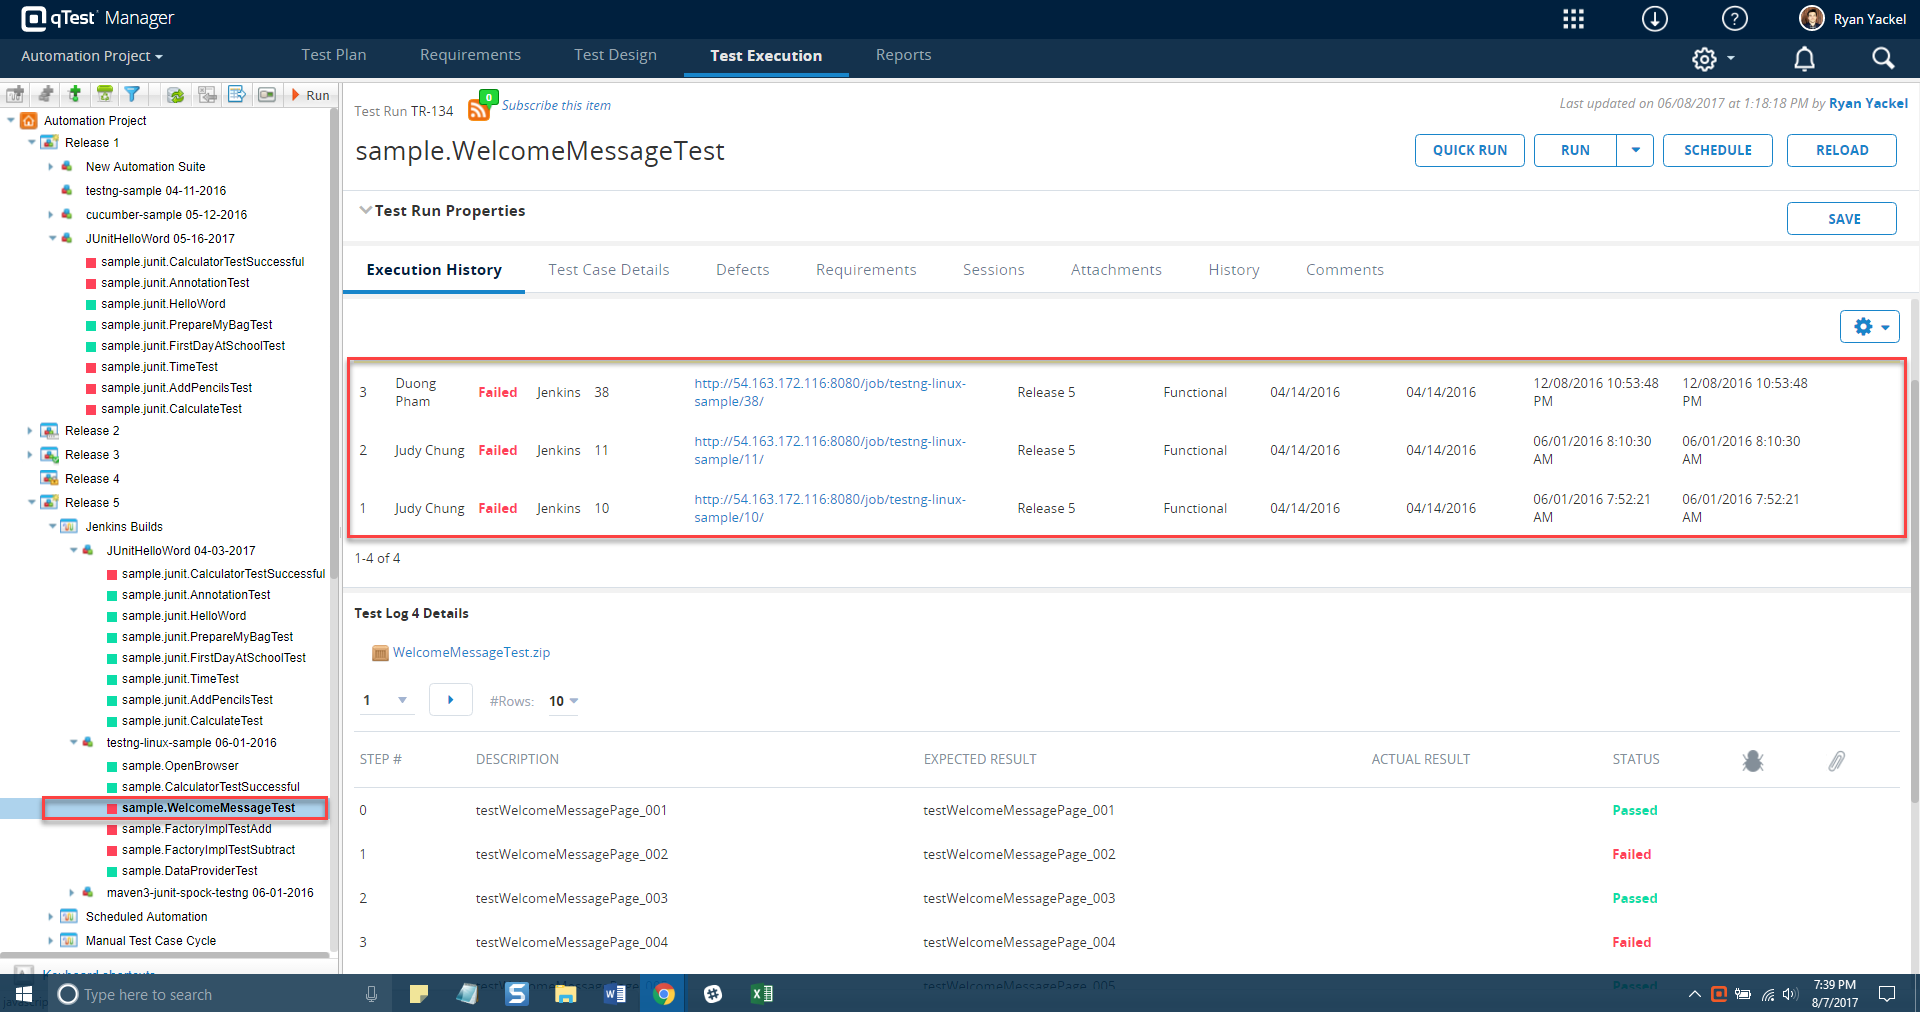 qTest Manager
Ryan Yackel
Automation Project
Test Plan
Requirements
Test Design
Test Execution
Reports
Run
Automation Project
Release 1
New Automation Suite
testng-sample 04-11-2016
cucumber-sample 05-12-2016
JUnitHelloWord 05-16-2017
sample.junit.CalculatorTestSuccessful
sample.junit.AnnotationTest
sample.junit.HelloWord
sample.junit.PrepareMyBagTest
sample.junit.FirstDayAtSchoolTest
sample.junit.TimeTest
sample.junit.AddPencilsTest
sample.junit.CalculateTest
Release 2
Release 3
Release 4
Release 5
Jenkins Builds
JUnitHelloWord 04-03-2017
sample.junit.CalculatorTestSuccessful
sample.junit.AnnotationTest
sample.junit.HelloWord
sample.junit.PrepareMyBagTest
sample.junit.FirstDayAtSchoolTest
sample.junit.TimeTest
sample.junit.AddPencilsTest
sample.junit.CalculateTest
testng-linux-sample 06-01-2016
sample.OpenBrowser
sample.CalculatorTestSuccessful
sample.WelcomeMessageTest
sample.FactoryImplTestAdd
sample.FactoryImplTestSubtract
sample.DataProviderTest
maven3-junit-spock-testng 06-01-2016
Scheduled Automation
Manual Test Case Cycle
Test Run TR-134
0
Subscribe this item
Last updated on 06/08/2017 at 1:18:18 PM by Ryan Yackel
sample.WelcomeMessageTest
QUICK RUN
RUN
SCHEDULE
RELOAD
Test Run Properties
SAVE
Execution History
Test Case Details
Defects
Requirements
Sessions
Attachments
History
Comments
3 Duong Pham Failed Jenkins 38 http://54.163.172.116:8080/job/testng-linux-sample/38/ Release 5 Functional 04/14/2016 04/14/2016 12/08/2016 10:53:48 PM 12/08/2016 10:53:48 PM
2 Judy Chung Failed Jenkins 11 http://54.163.172.116:8080/job/testng-linux-sample/11/ Release 5 Functional 04/14/2016 04/14/2016 06/01/2016 8:10:30 AM 06/01/2016 8:10:30 AM
1 Judy Chung Failed Jenkins 10 http://54.163.172.116:8080/job/testng-linux-sample/10/ Release 5 Functional 04/14/2016 04/14/2016 06/01/2016 7:52:21 AM 06/01/2016 7:52:21 AM
1-4 of 4
Test Log 4 Details
WelcomeMessageTest.zip
1
#Rows: 10
STEP # DESCRIPTION EXPECTED RESULT ACTUAL RESULT STATUS
0 testWelcomeMessagePage_001 testWelcomeMessagePage_001 Passed
1 testWelcomeMessagePage_002 testWelcomeMessagePage_002 Failed
2 testWelcomeMessagePage_003 testWelcomeMessagePage_003 Passed
3 testWelcomeMessagePage_004 testWelcomeMessagePage_004 Failed
Type here to search
7:39 PM
8/7/2017